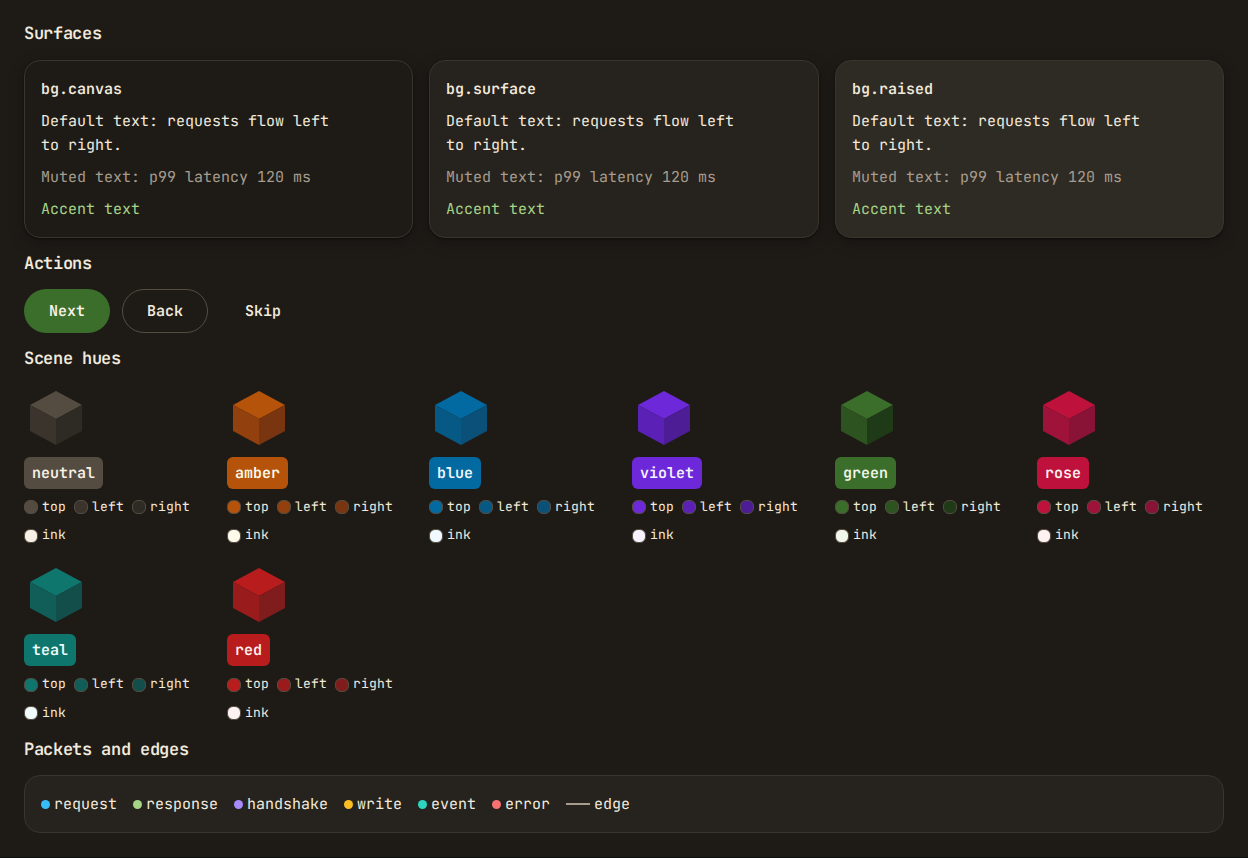 Surfaces
bg.canvas
Default text: requests flow left
to right.
Muted text: p99 latency 120 ms
Accent text
bg.surface
Default text: requests flow left
to right.
Muted text: p99 latency 120 ms
Accent text
bg.raised
Default text: requests flow left
to right.
Muted text: p99 latency 120 ms
Accent text
Actions
Next Back Skip
Scene hues
neutral
top left right
ink
amber
top left right
ink
blue
top left right
ink
violet
top left right
ink
green
top left right
ink
rose
top left right
ink
teal
top left right
ink
red
top left right
ink
Packets and edges
request response handshake write event error edge